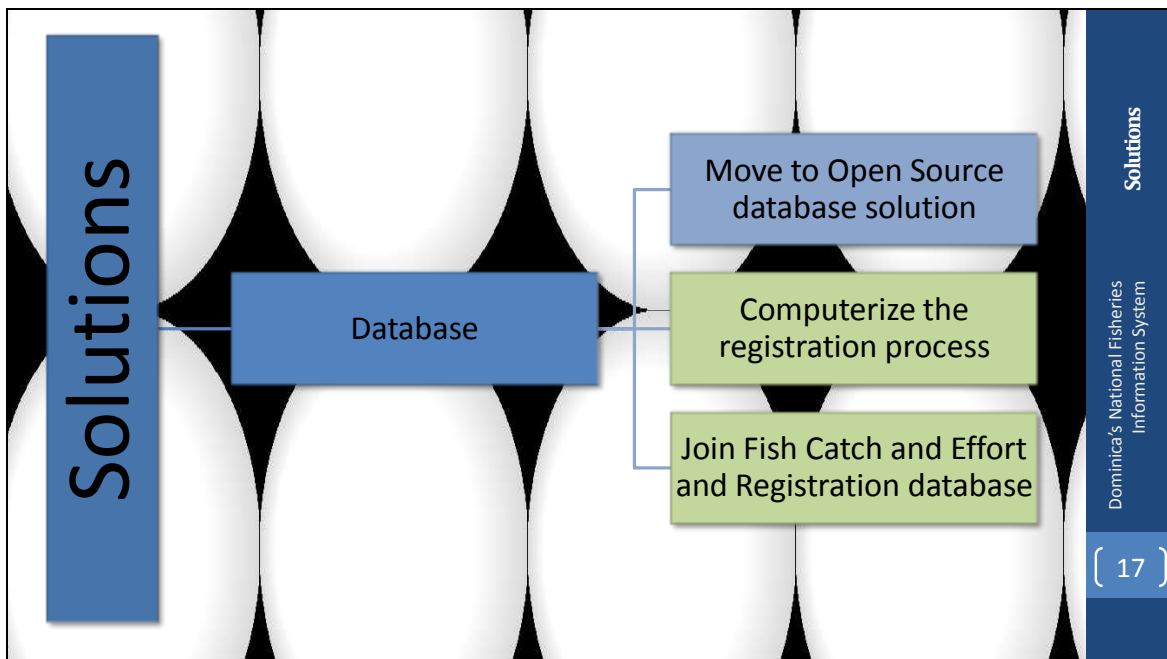 Solutions
Database
Move to Open Source
database solution
Computerize the
registration process
Join Fish Catch and Effort
and Registration database
Solutions
Dominica's National Fisheries
Information System
17